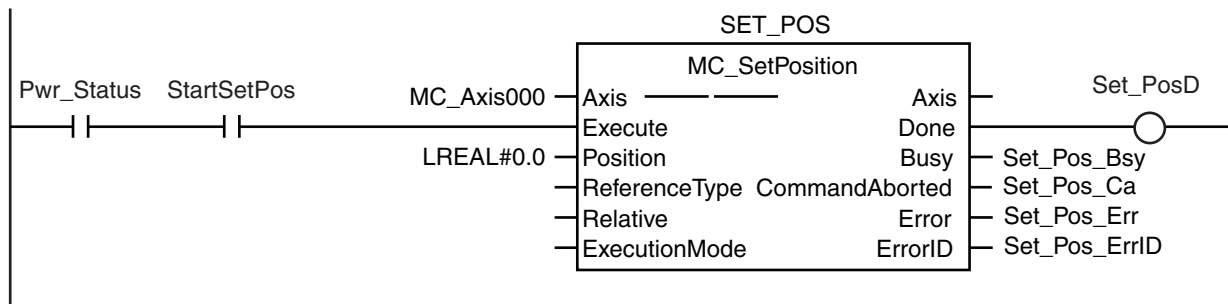 SET_POS
MC_SetPosition
Pwr_Status StartSetPos MC_Axis000 Axis Axis Set_PosD
Execute Done
LREAL#0.0 Position Busy Set_Pos_Bsy
ReferenceType CommandAborted Set_Pos_Ca
Relative Error Set_Pos_Err
ExecutionMode ErrorID Set_Pos_ErrID